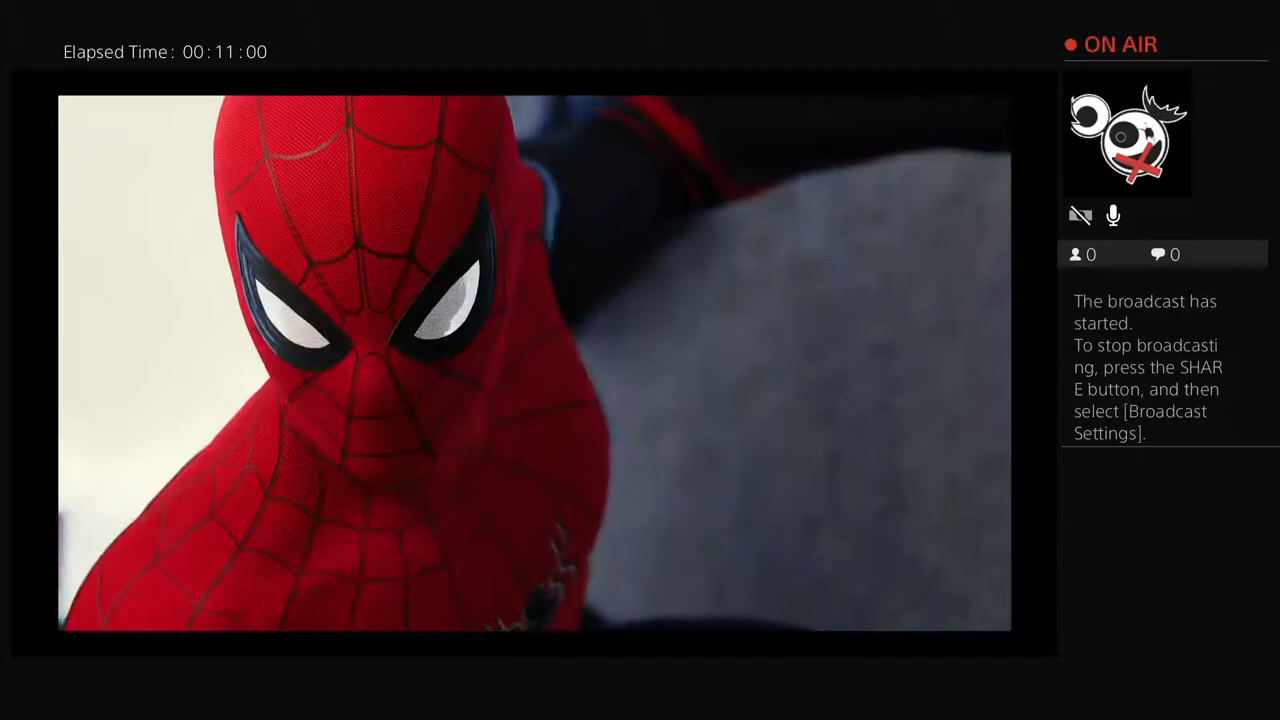 Elapsed Time: 00:11:00
ON AIR
0 0
The broadcast has
started.
To stop broadcasti
ng, press the SHAR
E button, and then
select [Broadcast
Settings].